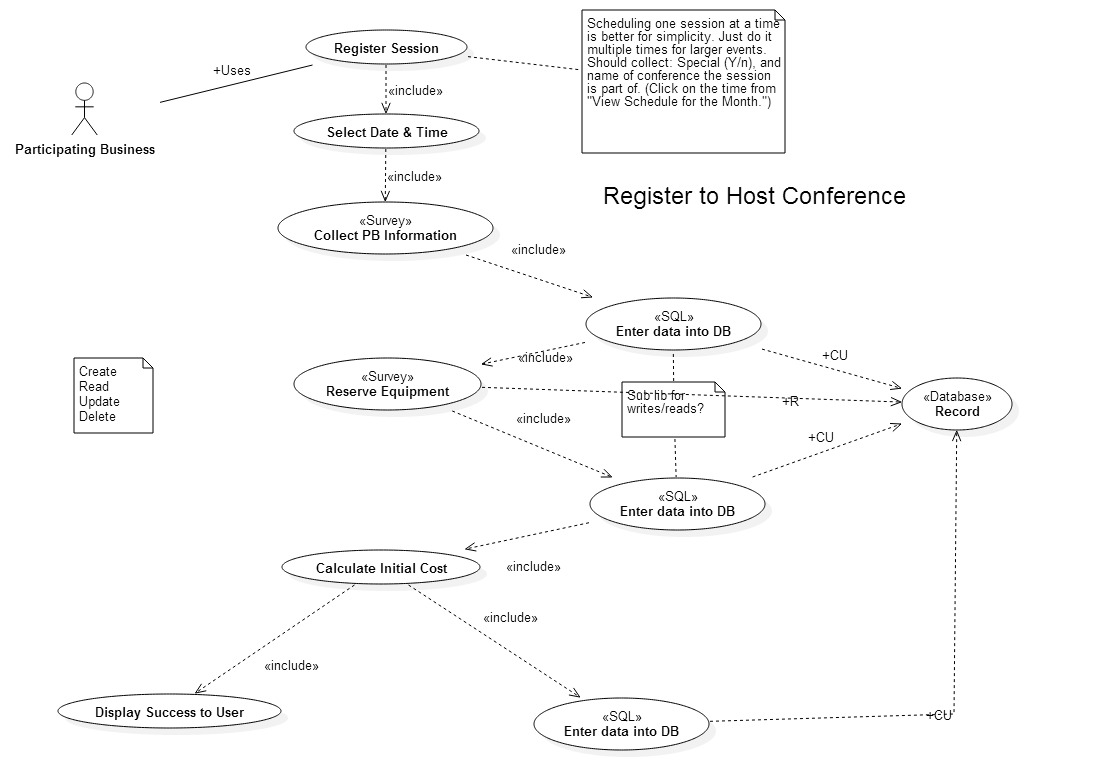 Register Session
Scheduling one session at a time
is better for simplicity. Just do it
multiple times for larger events.
Should collect: Special (Y/n), and
name of conference the session
is part of. (Click on the time from
"View Schedule for the Month.")
+Uses
«include»
Select Date & Time
Participating Business
«include»
Register to Host Conference
«Survey»
Collect PB Information
«include»
«SQL»
Enter data into DB
«include»
+CU
Create
Read
Update
Delete
«Survey»
Reserve Equipment
Sub lib for
writes/reads?
+R
«Database»
Record
«include»
+CU
«SQL»
Enter data into DB
Calculate Initial Cost
«include»
«include»
«include»
Display Success to User
«SQL»
Enter data into DB
+CU